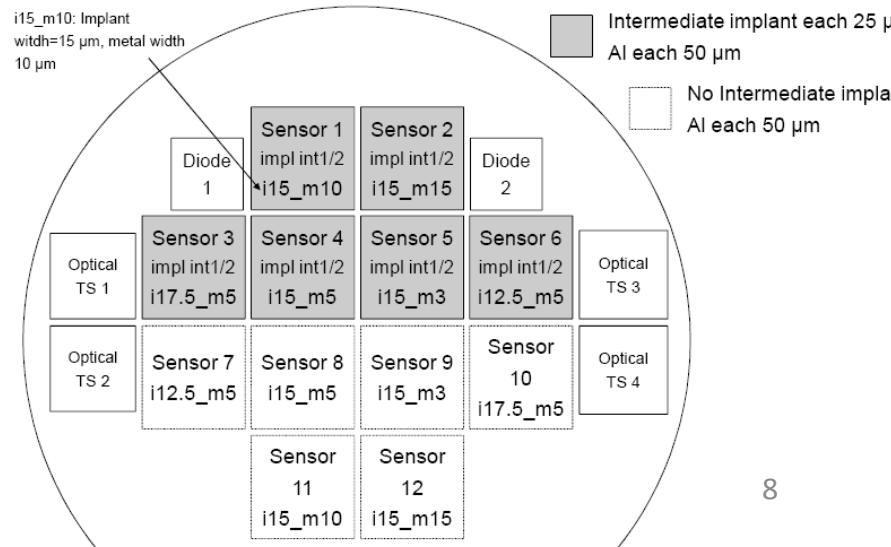 i15_m10: Implant
witdh=15 µm, metal width
10 µm
Intermediate implant each 25
Al each 50 µm
No Intermediate
Al each 50 µm
Sensor 1
impl int1/2
i15_m10
Sensor 2
impl int1/2
i15_m15
Diode
1
Diode
2
Sensor 3
impl int1/2
i17.5_m5
Sensor 4
impl int1/2
i15_m5
Sensor 5
impl int1/2
i15_m3
Sensor 6
impl int1/2
i12.5_m5
Optical
TS 1
Optical
TS 3
Optical
TS 2
Sensor 7
i12.5_m5
Sensor 8
i15_m5
Sensor 9
i15_m3
Sensor
10
i17.5_m5
Optical
TS 4
Sensor
11
i15_m10
Sensor
12
i15_m15
8